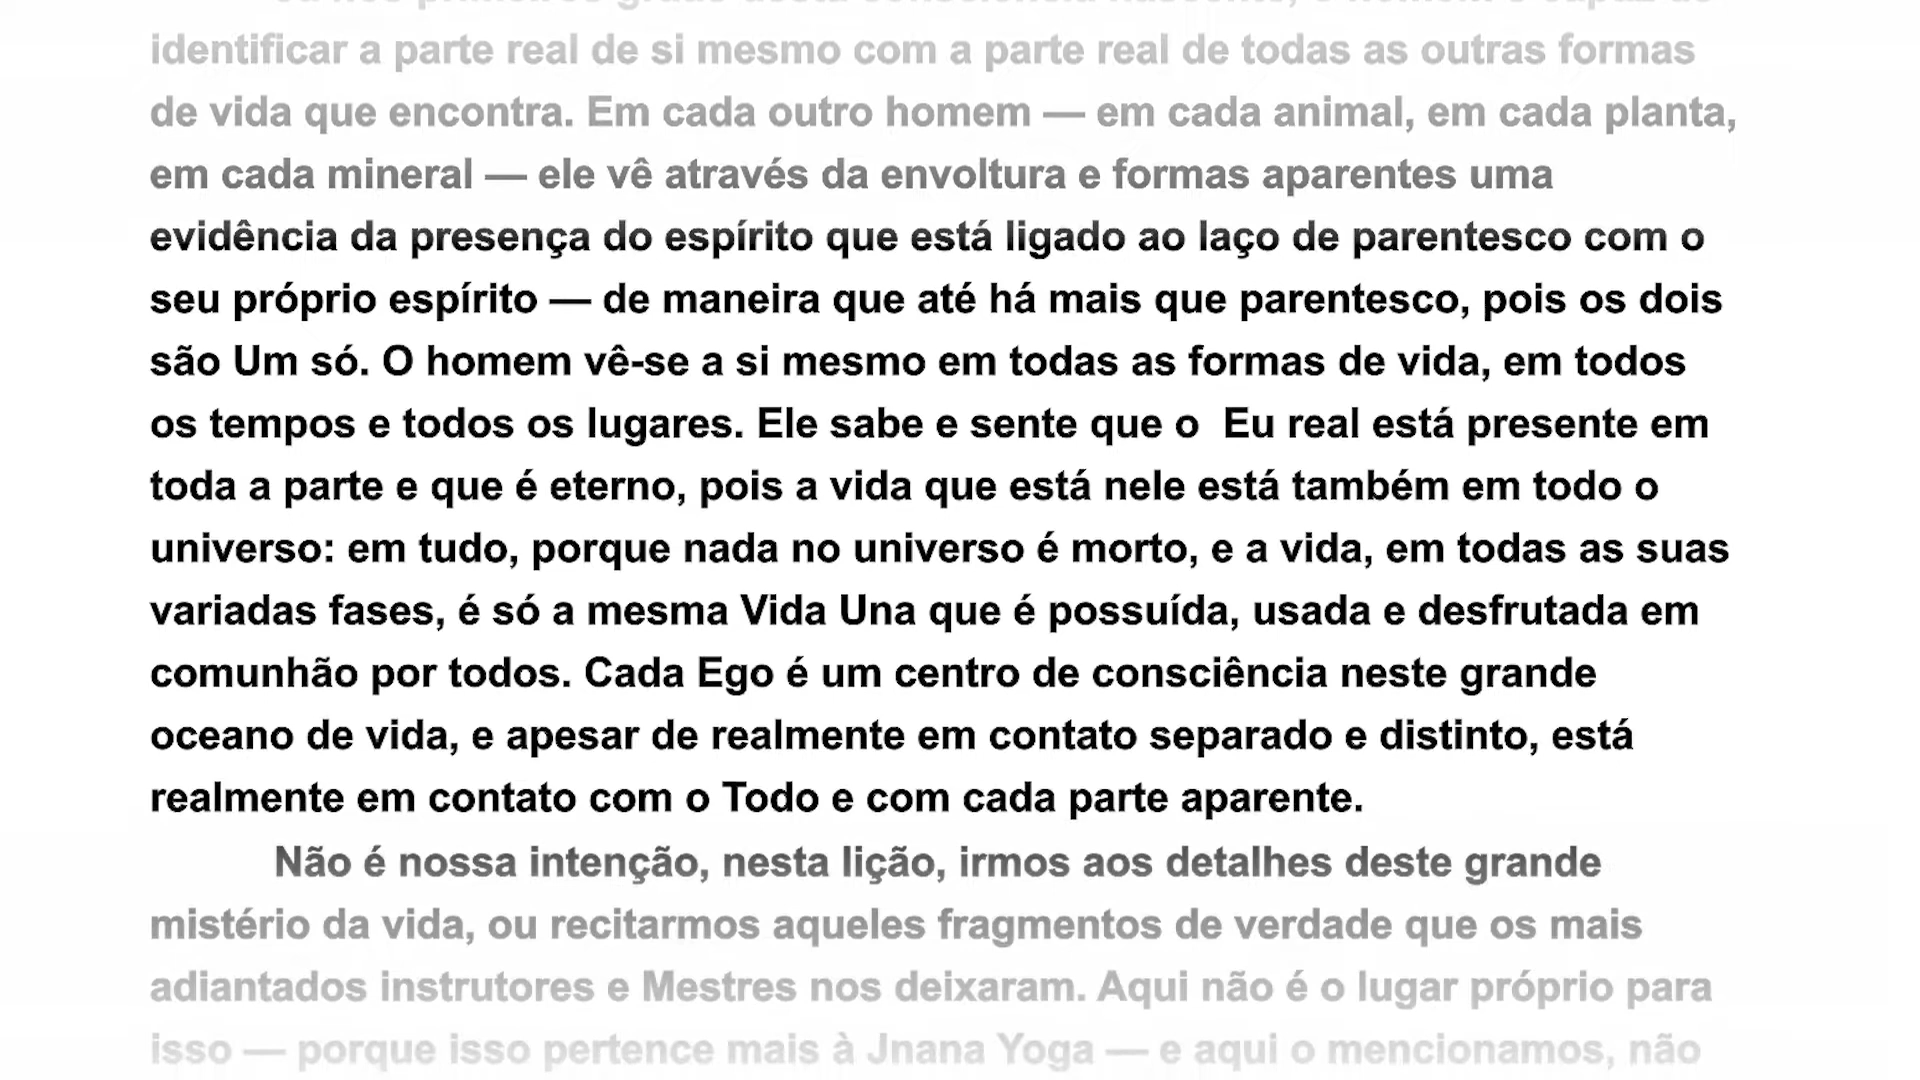 identificar a parte real de si mesmo com a parte real de todas as outras formas
de vida que encontra. Em cada outro homem — em cada animal, em cada planta,
em cada mineral — ele vê através da envoltura e formas aparentes uma
evidência da presença do espírito que está ligado ao laço de parentesco com o
seu próprio espírito — de maneira que até há mais que parentesco, pois os dois
são Um só. O homem vê-se a si mesmo em todas as formas de vida, em todos
os tempos e todos os lugares. Ele sabe e sente que o  Eu real está presente em
toda a parte e que é eterno, pois a vida que está nele está também em todo o
universo: em tudo, porque nada no universo é morto, e a vida, em todas as suas
variadas fases, é só a mesma Vida Una que é possuída, usada e desfrutada em
comunhão por todos. Cada Ego é um centro de consciência neste grande
oceano de vida, e apesar de realmente em contato separado e distinto, está
realmente em contato com o Todo e com cada parte aparente.
Não é nossa intenção, nesta lição, irmos aos detalhes deste grande
mistério da vida, ou recitarmos aqueles fragmentos de verdade que os mais
adiantados instrutores e Mestres nos deixaram. Aqui não é o lugar próprio para
isso — porque isso pertence mais à Jnana Yoga — e aqui o mencionamos, não